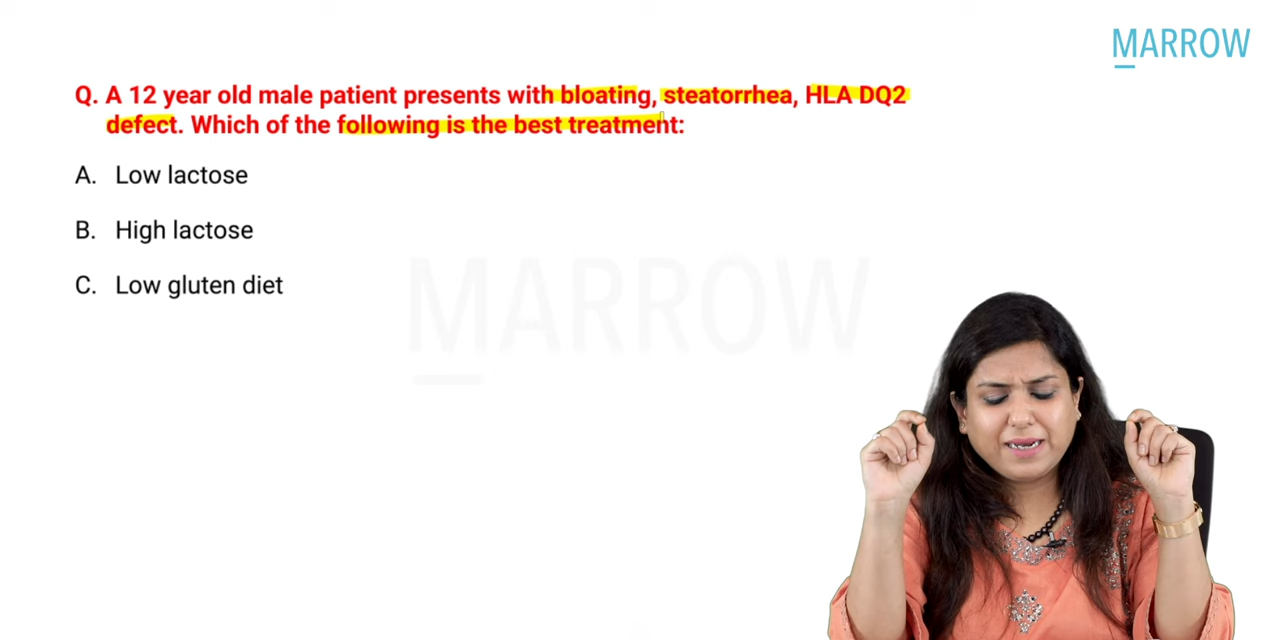 MARROW
Q. A 12 year old male patient presents with bloating, steatorrhea, HLA DQ2
defect. Which of the following is the best treatment:
A. Low lactose
B. High lactose
C. Low gluten diet
MARROW